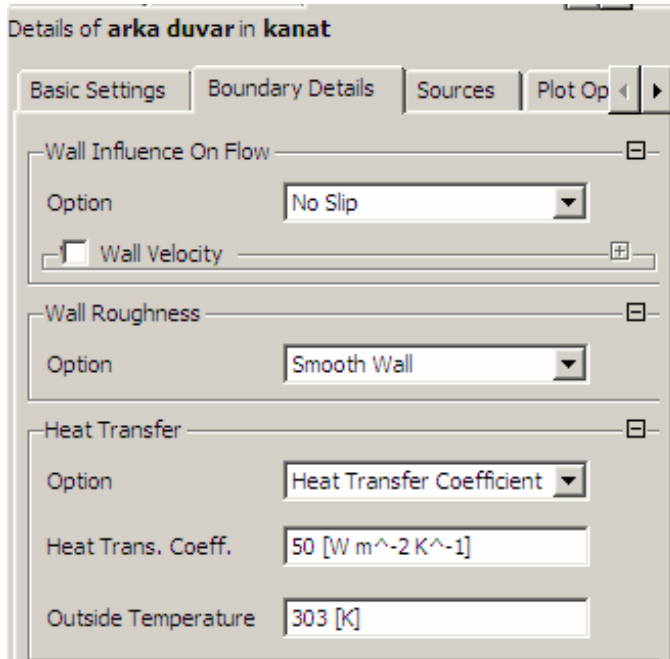 Details of arka duvar in kanat
Basic Settings Boundary Details Sources Plot Op
Wall Influence On Flow
Option No Slip
Wall Velocity
Wall Roughness
Option Smooth Wall
Heat Transfer
Option Heat Transfer Coefficient
Heat Trans. Coeff. 50 [W m^-2 K^-1]
Outside Temperature 303 [K]